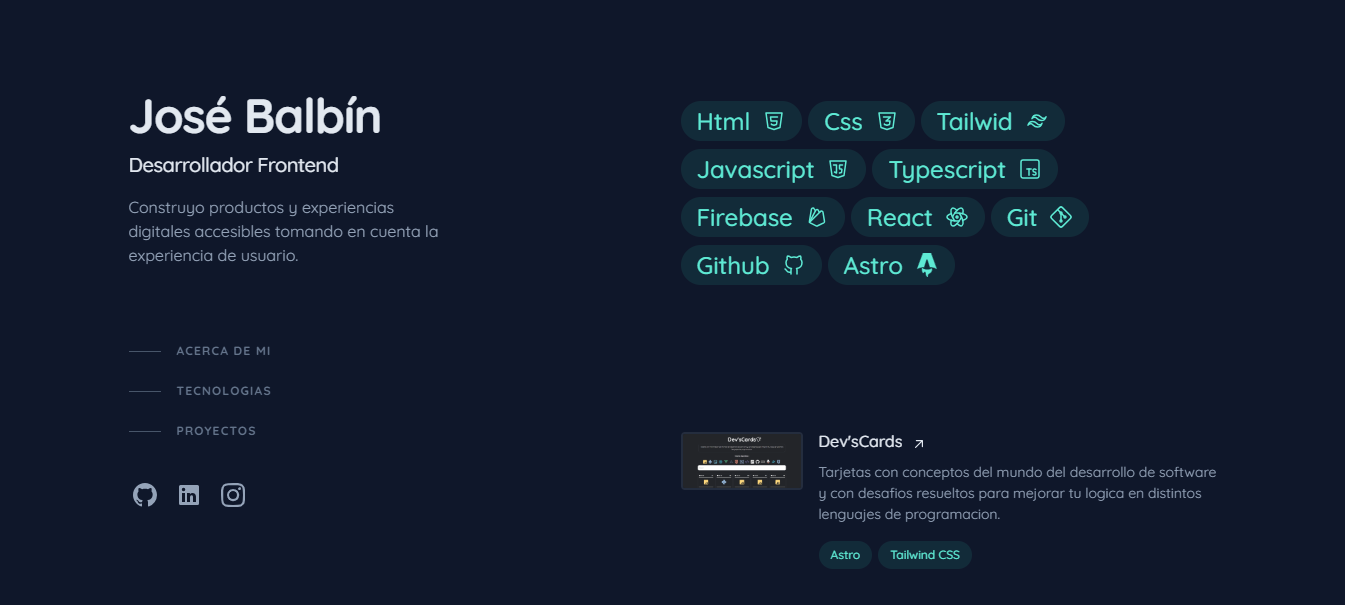 José Balbín
Desarrollador Frontend
Construyo productos y experiencias
digitales accesibles tomando en cuenta la
experiencia de usuario.
ACERCA DE MI
TECNOLOGIAS
PROYECTOS
Html
Css
Tailwid
Javascript
Typescript TS
Firebase
React
Git
Github
Astro
Dev'sCards
Dev'sCards
Tarjetas con conceptos del mundo del desarrollo de software
y con desafios resueltos para mejorar tu logica en distintos
lenguajes de programacion.
Astro
Tailwind CSS